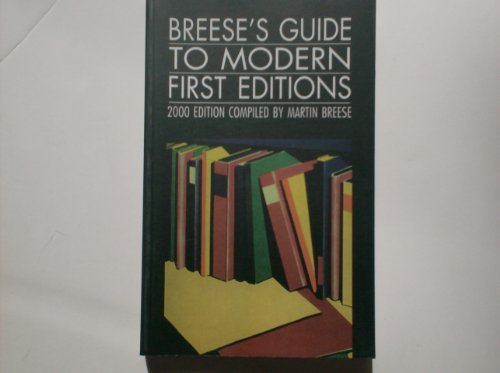 BREESE'S GUIDE
TO MODERN
FIRST EDITIONS
2000 EDITION COMPILED BY MARTIN BREESE